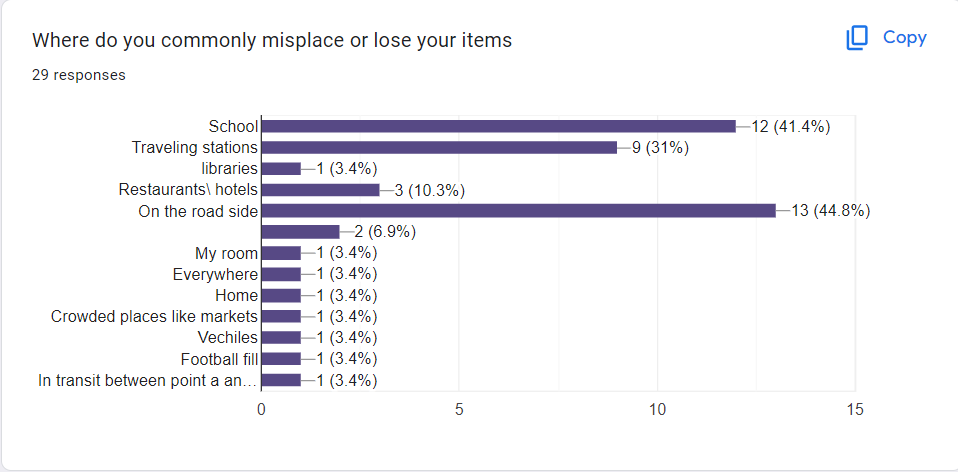 Where do you commonly misplace or lose your items
Copy
29 responses
School 12 (41.4%)
Traveling stations 9 (31%)
libraries 1 (3.4%)
Restaurants\ hotels 3 (10.3%)
On the road side 13 (44.8%)
2 (6.9%)
My room 1 (3.4%)
Everywhere 1 (3.4%)
Home 1 (3.4%)
Crowded places like markets 1 (3.4%)
Vechiles 1 (3.4%)
Football fill 1 (3.4%)
In transit between point a an... 1 (3.4%)
0 5 10 15